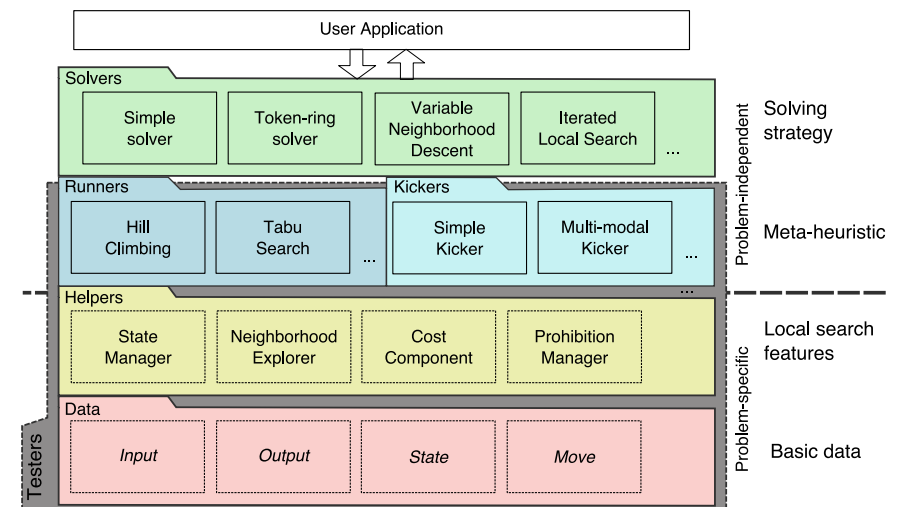 User Application
Solvers
Simple
solver
Token-ring
solver
Variable
Neighborhood
Descent
Iterated
Local Search
...
Solving
strategy
Problem-independent
Runners
Hill
Climbing
Tabu
Search
...
Kickers
Simple
Kicker
Multi-modal
Kicker
...
Meta-heuristic
...
Helpers
State
Manager
Neighborhood
Explorer
Cost
Component
Prohibition
Manager
Local search
features
Problem-specific
Data
Input
Output
State
Move
Basic data
Testers